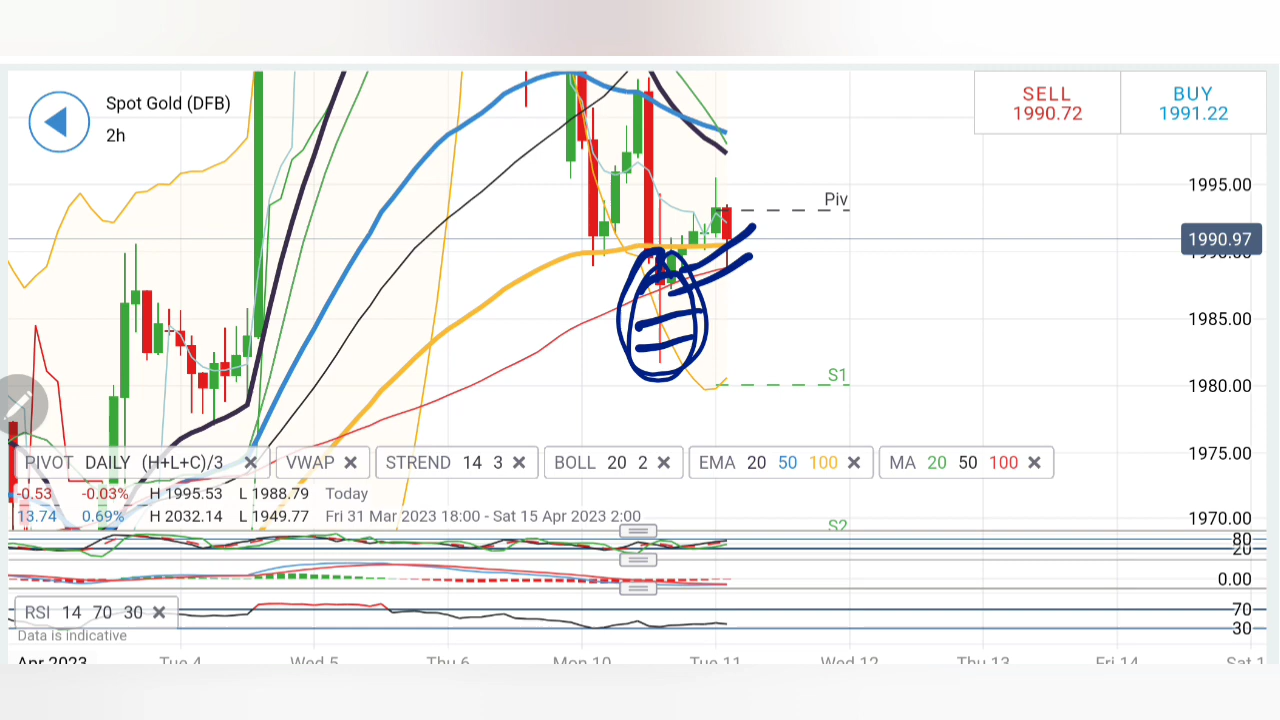 Spot Gold (DFB)
2h
SELL
1990.72
BUY
1991.22
1995.00
Piv
1990.97
1990.00
1985.00
S1
1980.00
PIVOT DAILY (H+L+C)/3 ✕ VWAP ✕ STREND 14 3 ✕ BOLL 20 2 ✕ EMA 20 50 100 ✕ MA 20 50 100 ✕
1975.00
-0.53 -0.03% H 1995.53 L 1988.79 Today
13.74 0.69% H 2032.14 L 1949.77 Fri 31 Mar 2023 18:00 - Sat 15 Apr 2023 2:00
1970.00
S2
80
20
0.00
RSI 14 70 30 ✕
70
30
Data is indicative
Apr 2023 Tue 4 Wed 5 Thu 6 Mon 10 Tue 11 Wed 12 Thu 13 Fri 14 Sat 1